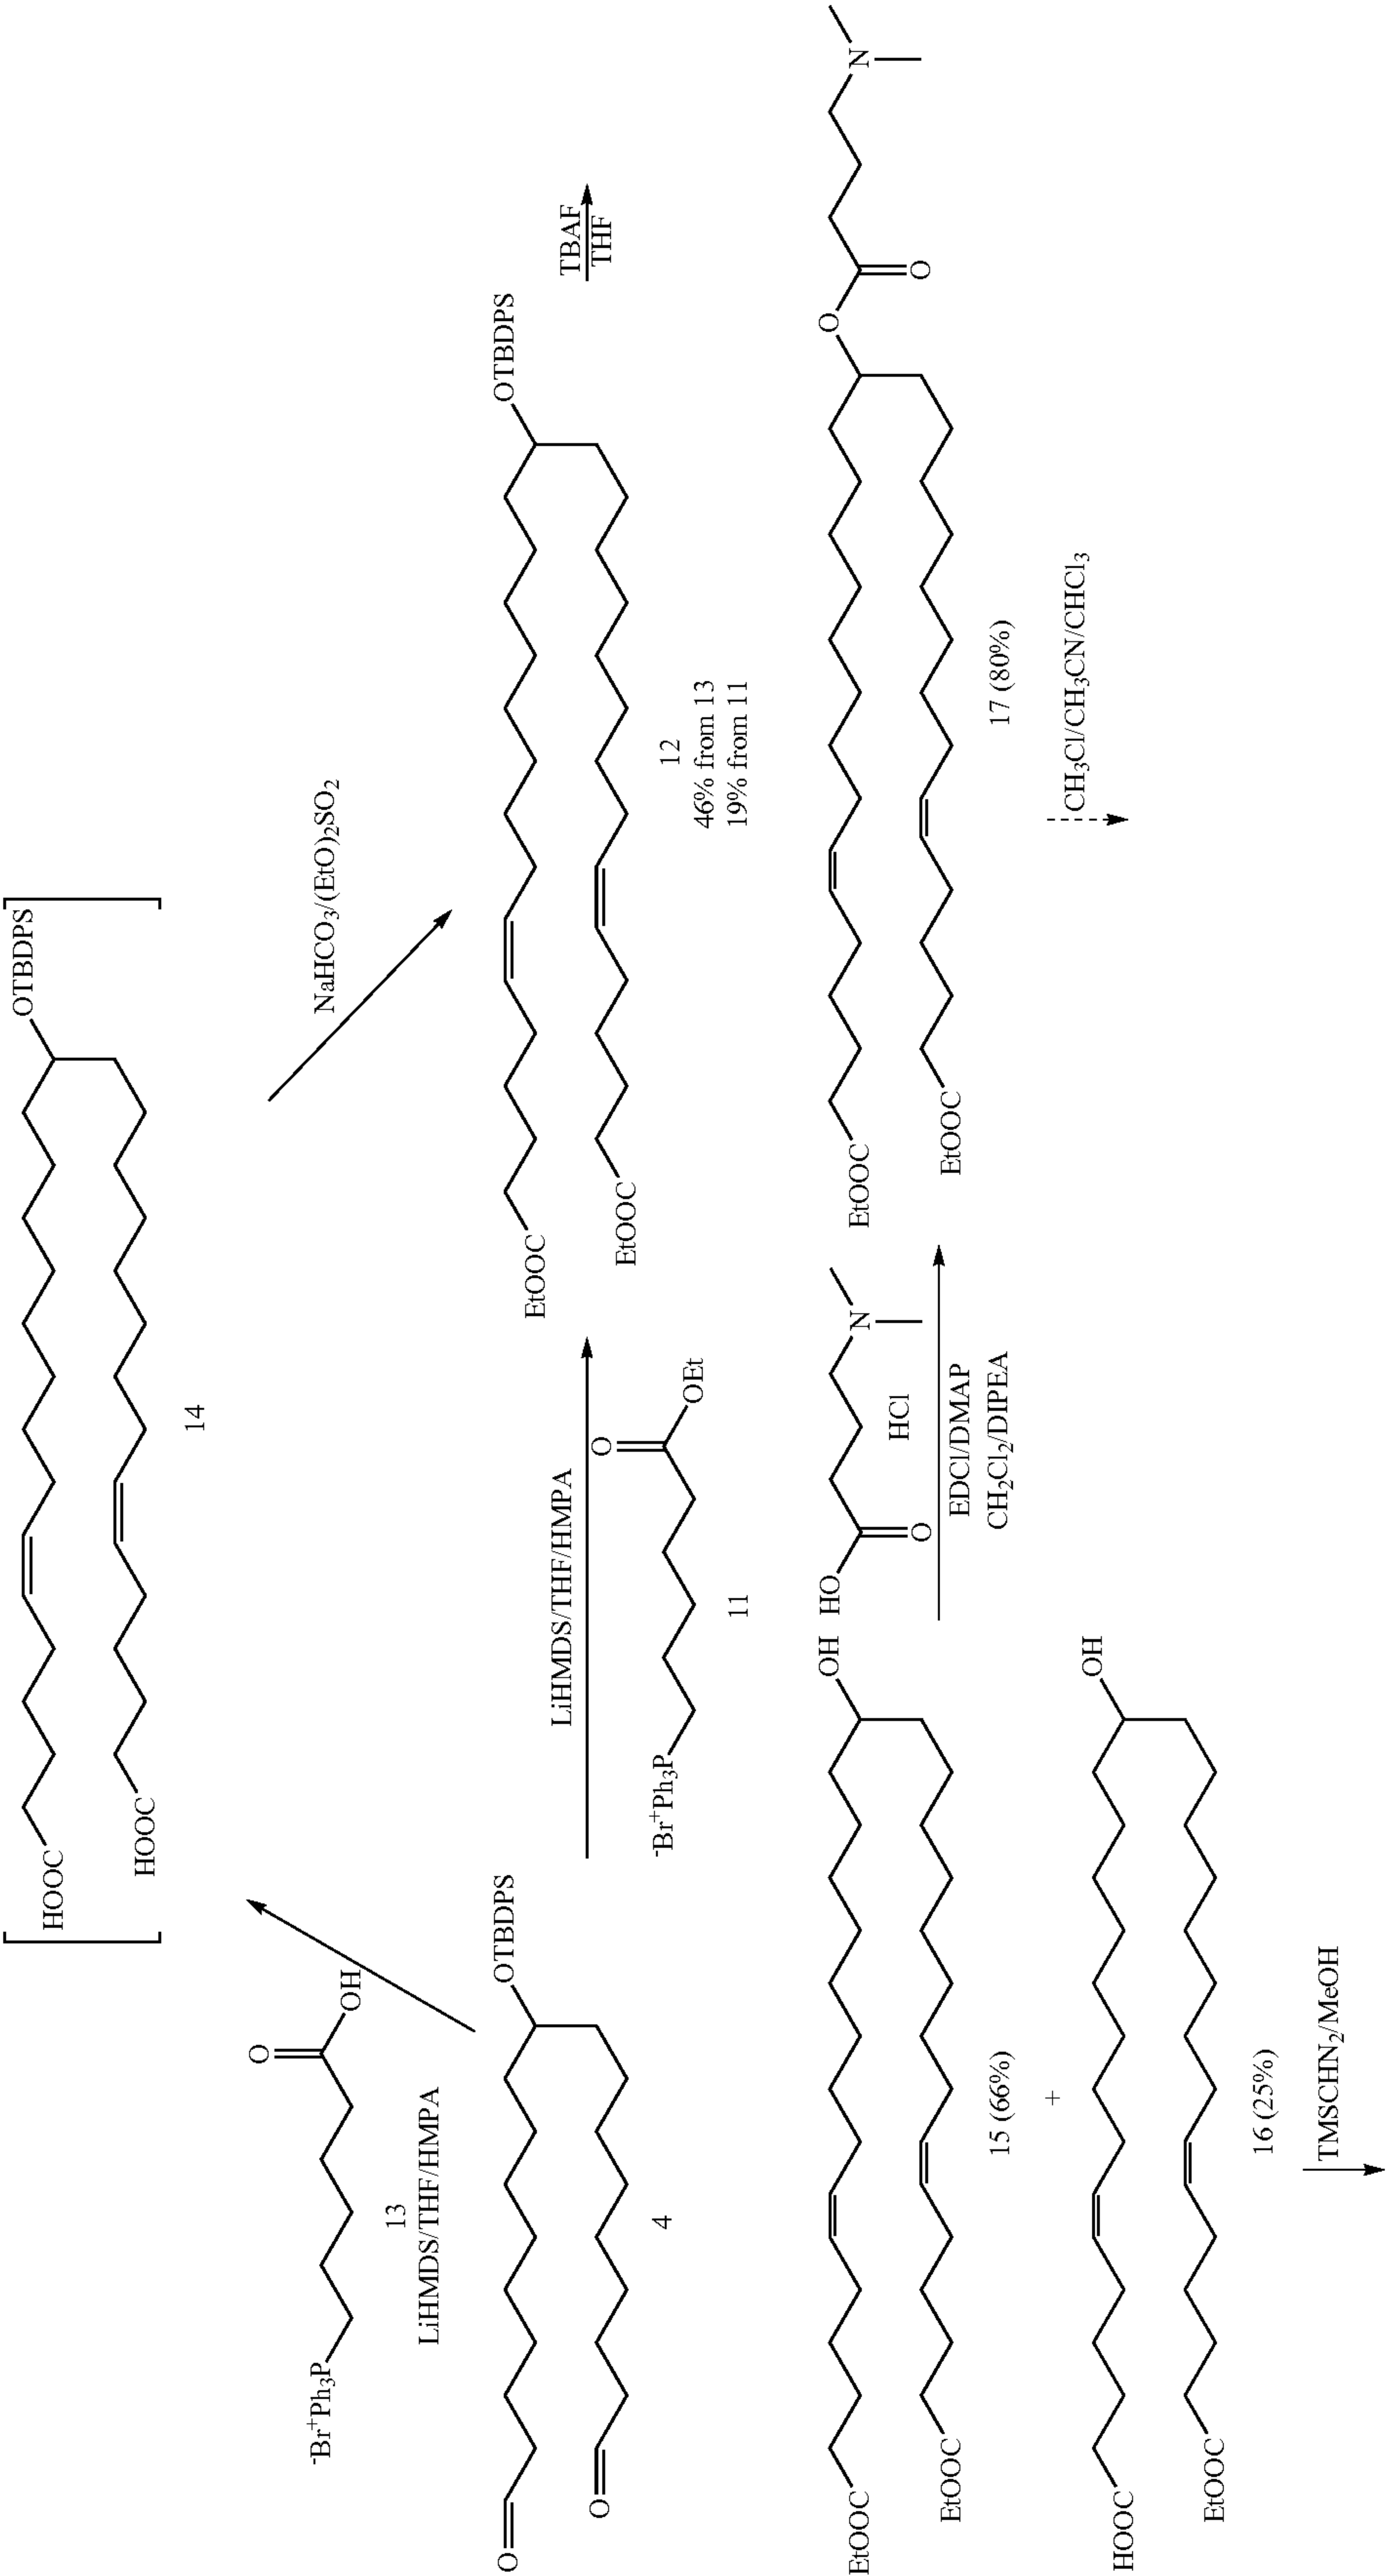 HOOC
HOOC
OTBDPS
14
-Br+Ph3P
O
OH
13
LiHMDS/THF/HMPA
NaHCO3/(EtO)2SO2
O
O
OTBDPS
4
LiHMDS/THF/HMPA
-Br+Ph3P
O
OEt
11
EtOOC
EtOOC
OTBDPS
12
46% from 13
19% from 11
TBAF
THF
EtOOC
EtOOC
OH
15 (66%)
+
HOOC
EtOOC
OH
16 (25%)
TMSCHN2/MeOH
HO
O
N
HCl
EDCl/DMAP
CH2Cl2/DIPEA
EtOOC
EtOOC
O
O
N
17 (80%)
CH3Cl/CH3CN/CHCl3